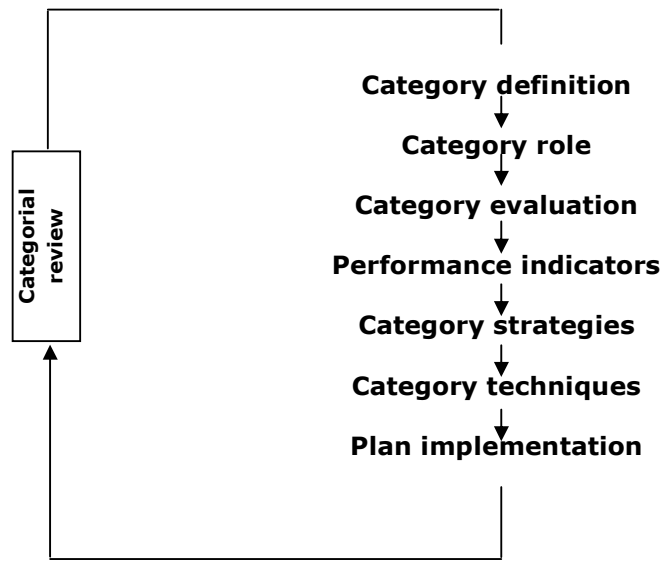 Category definition
Category role
Category evaluation
Performance indicators
Category strategies
Category techniques
Plan implementation
Categorial
review